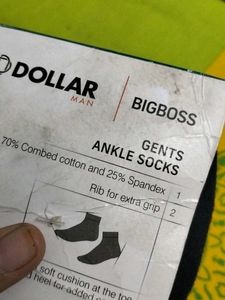 DOLLAR
MAN
BIGBOSS
GENTS
ANKLE SOCKS
70% Combed cotton and 25% Spandex 1
Rib for extra grip 2
soft cushion at the toe
heel for added